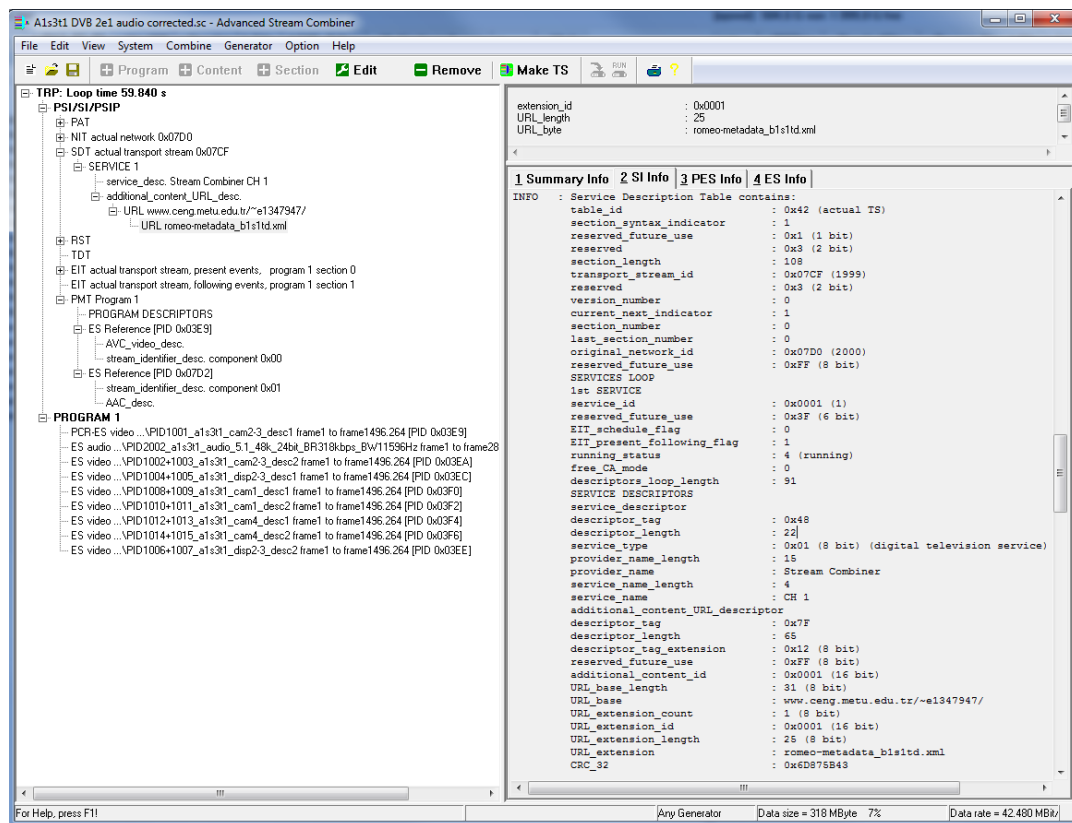 A1s3t1 DVB 2e1 audio corrected.sc - Advanced Stream Combiner
File Edit View System Combine Generator Option Help
Program Content Section Edit Remove Make TS RUN
TRP: Loop time 59.840 s
PSI/SI/PSIP
PAT
NIT actual network 0x07D0
SDT actual transport stream 0x07CF
SERVICE 1
service_desc. Stream Combiner CH 1
additional_content_URL_desc.
URL www.ceng.metu.edu.tr/~e1347947/
URL romeo-metadata_b1s1td.xml
RST
TDT
EIT actual transport stream, present events, program 1 section 0
EIT actual transport stream, following events, program 1 section 1
PMT Program 1
PROGRAM DESCRIPTORS
ES Reference [PID 0x03E9]
AVC_video_desc.
stream_identifier_desc. component 0x00
ES Reference [PID 0x07D2]
stream_identifier_desc. component 0x01
AAC_desc.
PROGRAM 1
PCR-ES video ...\PID1001_a1s3t1_cam2-3_desc1 frame1 to frame1496.264 [PID 0x03E9]
ES audio ...\PID2002_a1s3t1_audio_5.1_48k_24bit_BR318kbps_BW11596Hz frame1 to frame28
ES video ...\PID1002+1003_a1s3t1_cam2-3_desc2 frame1 to frame1496.264 [PID 0x03EA]
ES video ...\PID1004+1005_a1s3t1_disp2-3_desc1 frame1 to frame1496.264 [PID 0x03EC]
ES video ...\PID1008+1009_a1s3t1_cam1_desc1 frame1 to frame1496.264 [PID 0x03F0]
ES video ...\PID1010+1011_a1s3t1_cam1_desc2 frame1 to frame1496.264 [PID 0x03F2]
ES video ...\PID1012+1013_a1s3t1_cam4_desc1 frame1 to frame1496.264 [PID 0x03F4]
ES video ...\PID1014+1015_a1s3t1_cam4_desc2 frame1 to frame1496.264 [PID 0x03F6]
ES video ...\PID1006+1007_a1s3t1_disp2-3_desc2 frame1 to frame1496.264 [PID 0x03EE]
extension_id : 0x0001
URL_length : 25
URL_byte : romeo-metadata_b1s1td.xml
1 Summary Info 2 SI Info 3 PES Info 4 ES Info
INFO : Service Description Table contains:
table_id : 0x42 (actual TS)
section_syntax_indicator : 1
reserved_future_use : 0x1 (1 bit)
reserved : 0x3 (2 bit)
section_length : 108
transport_stream_id : 0x07CF (1999)
reserved : 0x3 (2 bit)
version_number : 0
current_next_indicator : 1
section_number : 0
last_section_number : 0
original_network_id : 0x07D0 (2000)
reserved_future_use : 0xFF (8 bit)
SERVICES LOOP
1st SERVICE
service_id : 0x0001 (1)
reserved_future_use : 0x3F (6 bit)
EIT_schedule_flag : 0
EIT_present_following_flag : 1
running_status : 4 (running)
free_CA_mode : 0
descriptors_loop_length : 91
SERVICE DESCRIPTORS
service_descriptor
descriptor_tag : 0x48
descriptor_length : 22
service_type : 0x01 (8 bit) (digital television service)
provider_name_length : 15
provider_name : Stream Combiner
service_name_length : 4
service_name : CH 1
additional_content_URL_descriptor
descriptor_tag : 0x7F
descriptor_length : 65
descriptor_tag_extension : 0x12 (8 bit)
reserved_future_use : 0xFF (8 bit)
additional_content_id : 0x0001 (16 bit)
URL_base_length : 31 (8 bit)
URL_base : www.ceng.metu.edu.tr/~e1347947/
URL_extension_count : 1 (8 bit)
URL_extension_id : 0x0001 (16 bit)
URL_extension_length : 25 (8 bit)
URL_extension : romeo-metadata_b1s1td.xml
CRC_32 : 0x6D875B43
For Help, press F1! Any Generator Data size = 318 MByte 7% Data rate = 42.480 MBit/